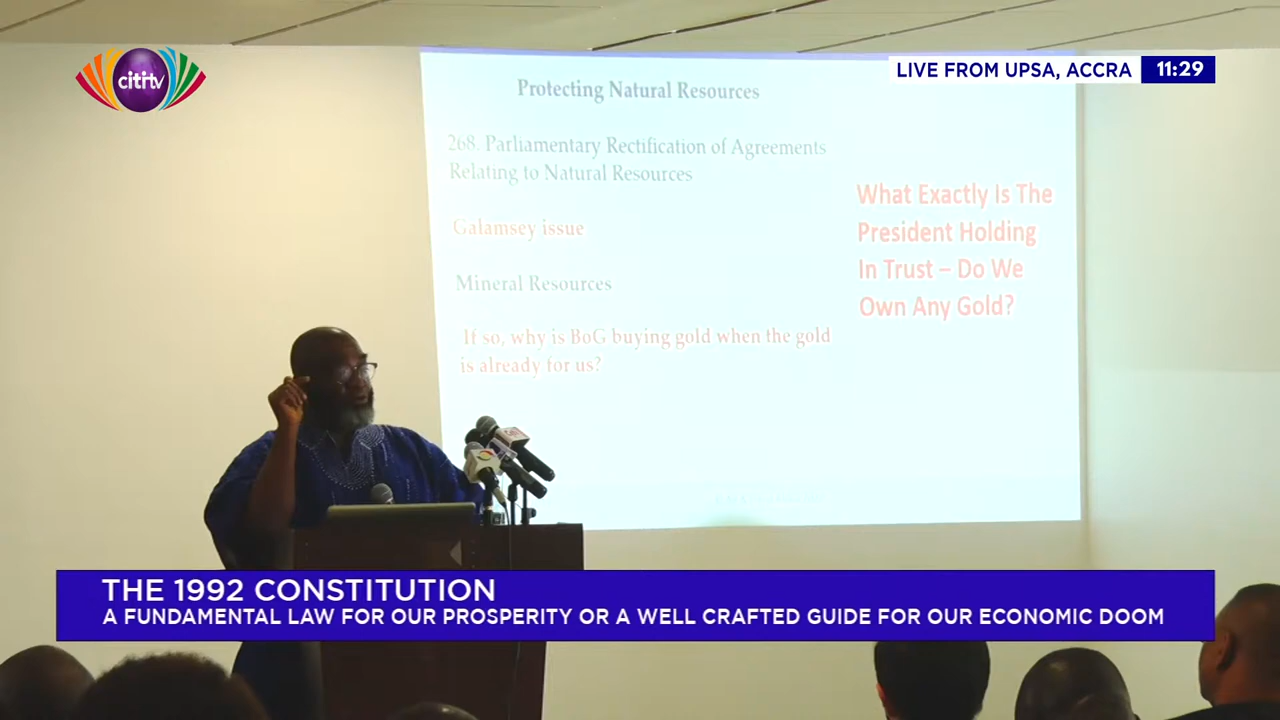 cititv
LIVE FROM UPSA, ACCRA 11:29
Protecting Natural Resources
268. Parliamentary Rectification of Agreements
Relating to Natural Resources
Galamsey issue
Mineral Resources
If so, why is BoG buying gold when the gold
is already for us?
What Exactly Is The
President Holding
In Trust – Do We
Own Any Gold?
THE 1992 CONSTITUTION
A FUNDAMENTAL LAW FOR OUR PROSPERITY OR A WELL CRAFTED GUIDE FOR OUR ECONOMIC DOOM